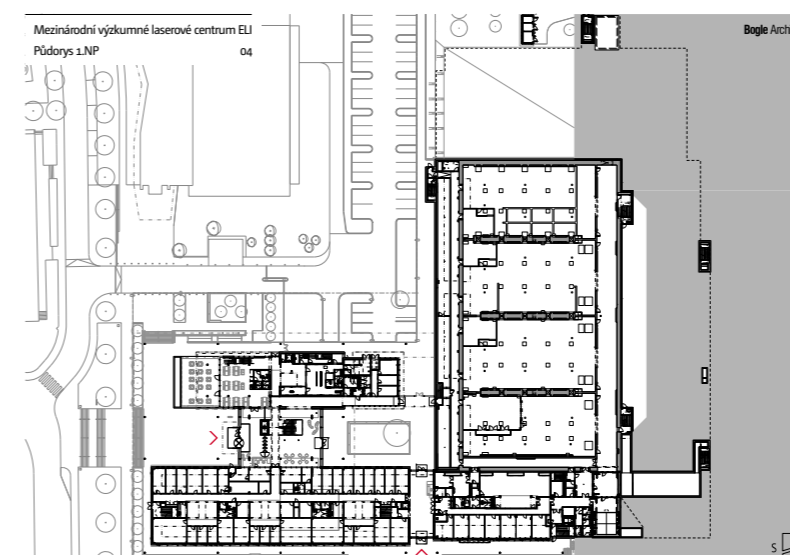 Mezinárodní výzkumné laserové centrum ELI
Půdorys 1.NP 04
Bogle Arch
S